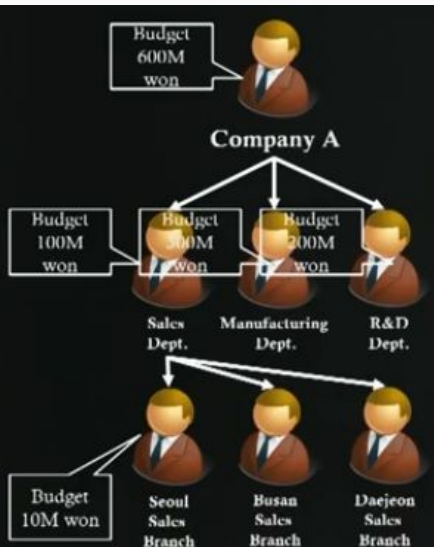 Budget
600M
won
Company A
Budget
100M
won
Budget
300M
won
Budget
200M
won
Sales
Dept.
Manufacturing
Dept.
R&D
Dept.
Budget
10M won
Seoul
Sales
Branch
Busan
Sales
Branch
Daejeon
Sales
Branch